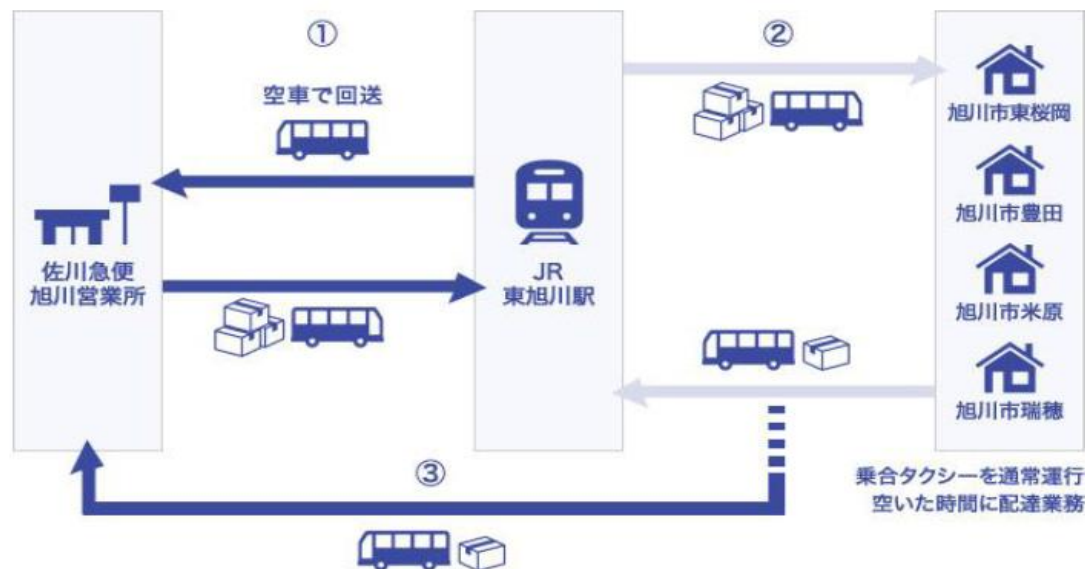 ①
空車で回送
佐川急便
旭川営業所
JR
東旭川駅
②
旭川市東桜岡
旭川市豊田
旭川市米原
旭川市瑞穂
③
乗合タクシーを通常運行
空いた時間に配達業務